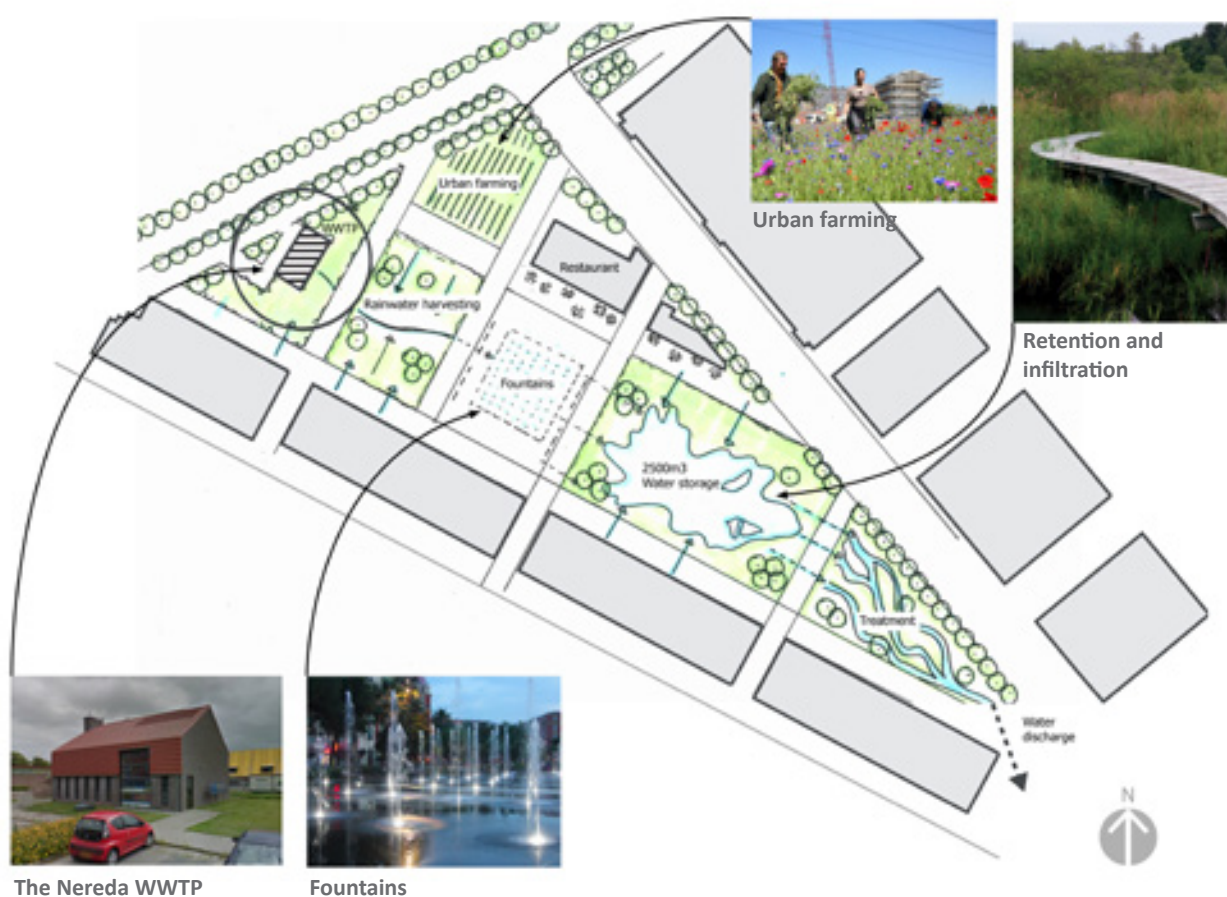 Urban farming
WWTP
Restaurant
Rainwater harvesting
Fountains
2500m3
Water storage
Treatment
Water
discharge
N
Urban farming
Retention and
infiltration
The Nereda WWTP
Fountains